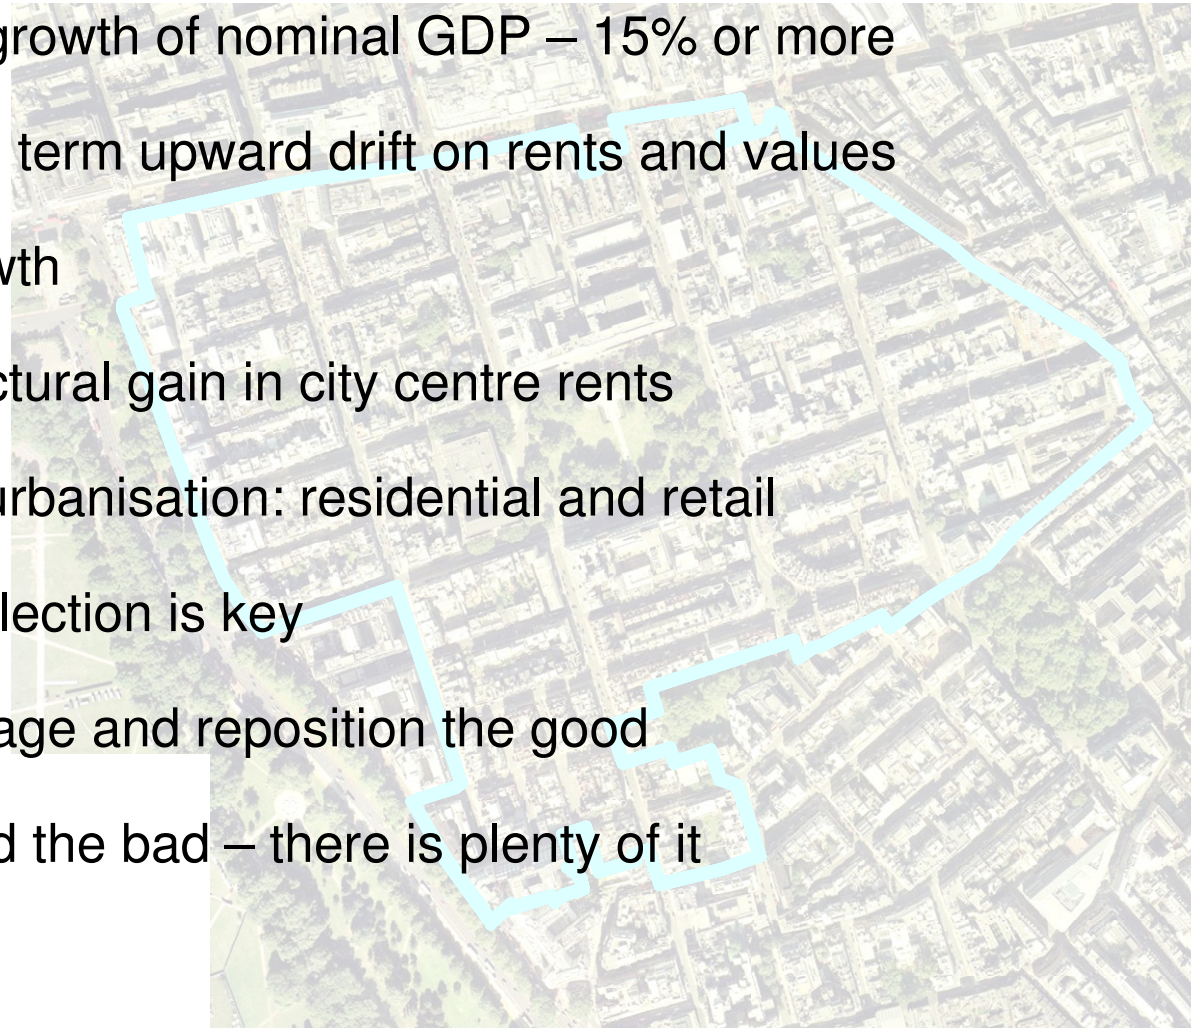 growth of nominal GDP – 15% or more
term upward drift on rents and values
wth
ctural gain in city centre rents
urbanisation: residential and retail
lection is key
age and reposition the good
d the bad – there is plenty of it